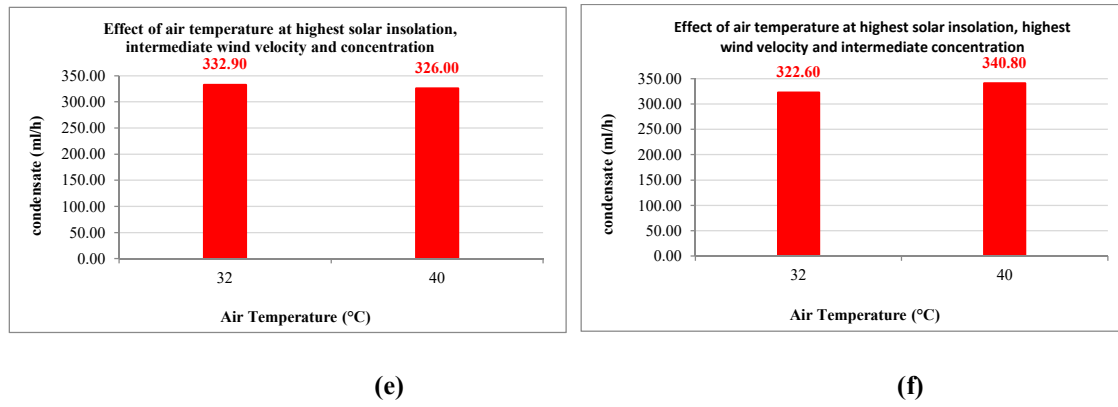 Effect of air temperature at highest solar insolation,
intermediate wind velocity and concentration
332.90
326.00
350.00
300.00
250.00
200.00
150.00
100.00
50.00
0.00
condensate (ml/h)
32
40
Air Temperature (°C)
(e)
Effect of air temperature at highest solar insolation, highest
wind velocity and intermediate concentration
322.60
340.80
350.00
300.00
250.00
200.00
150.00
100.00
50.00
0.00
condensate (ml/h)
32
40
Air Temperature (°C)
(f)